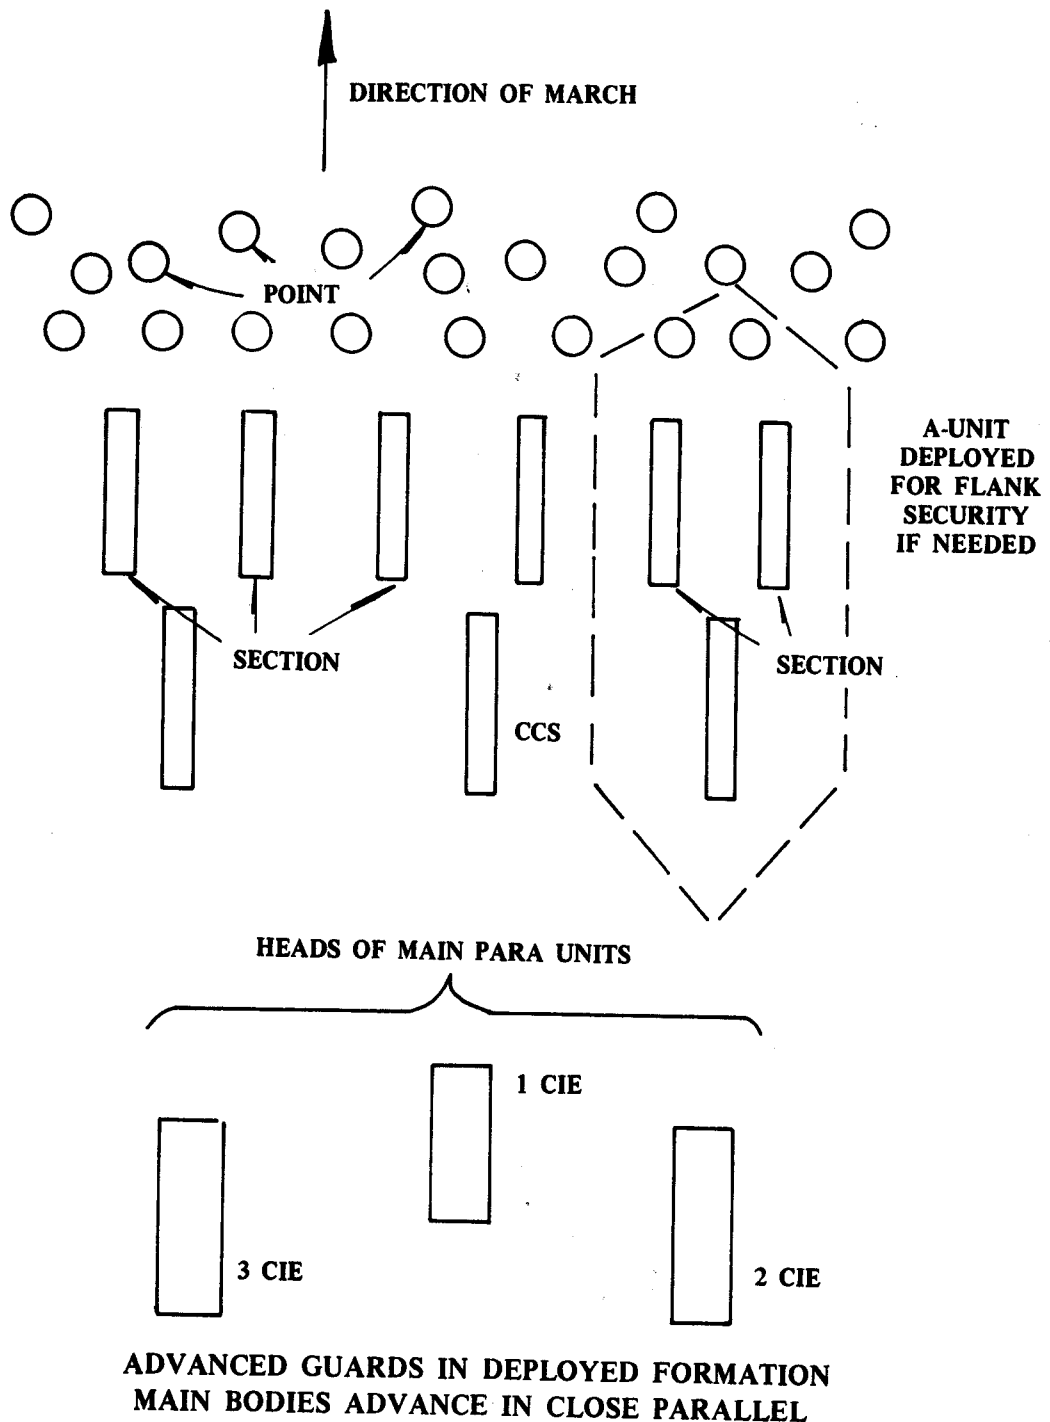 DIRECTION OF MARCH
POINT
A-UNIT
DEPLOYED
FOR FLANK
SECURITY
IF NEEDED
SECTION
SECTION
CCS
HEADS OF MAIN PARA UNITS
1 CIE
3 CIE
2 CIE
ADVANCED GUARDS IN DEPLOYED FORMATION
MAIN BODIES ADVANCE IN CLOSE PARALLEL